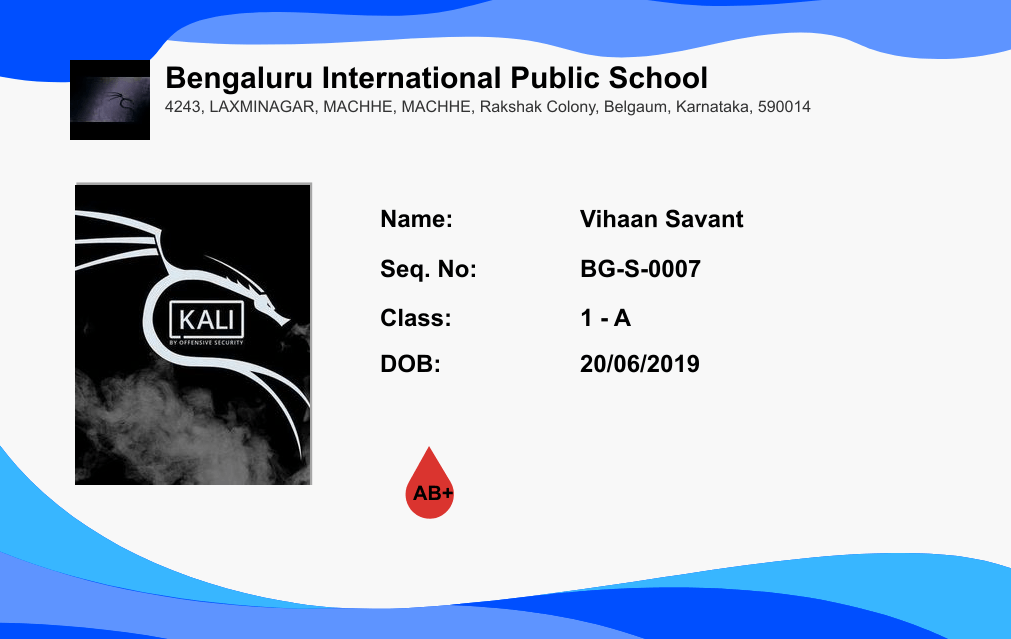 Bengaluru International Public School
4243, LAXMINAGAR, MACHHE, MACHHE, Rakshak Colony, Belgaum, Karnataka, 590014
Name: Vihaan Savant
Seq. No: BG-S-0007
Class: 1 - A
DOB: 20/06/2019
KALI
BY OFFENSIVE SECURITY
AB+